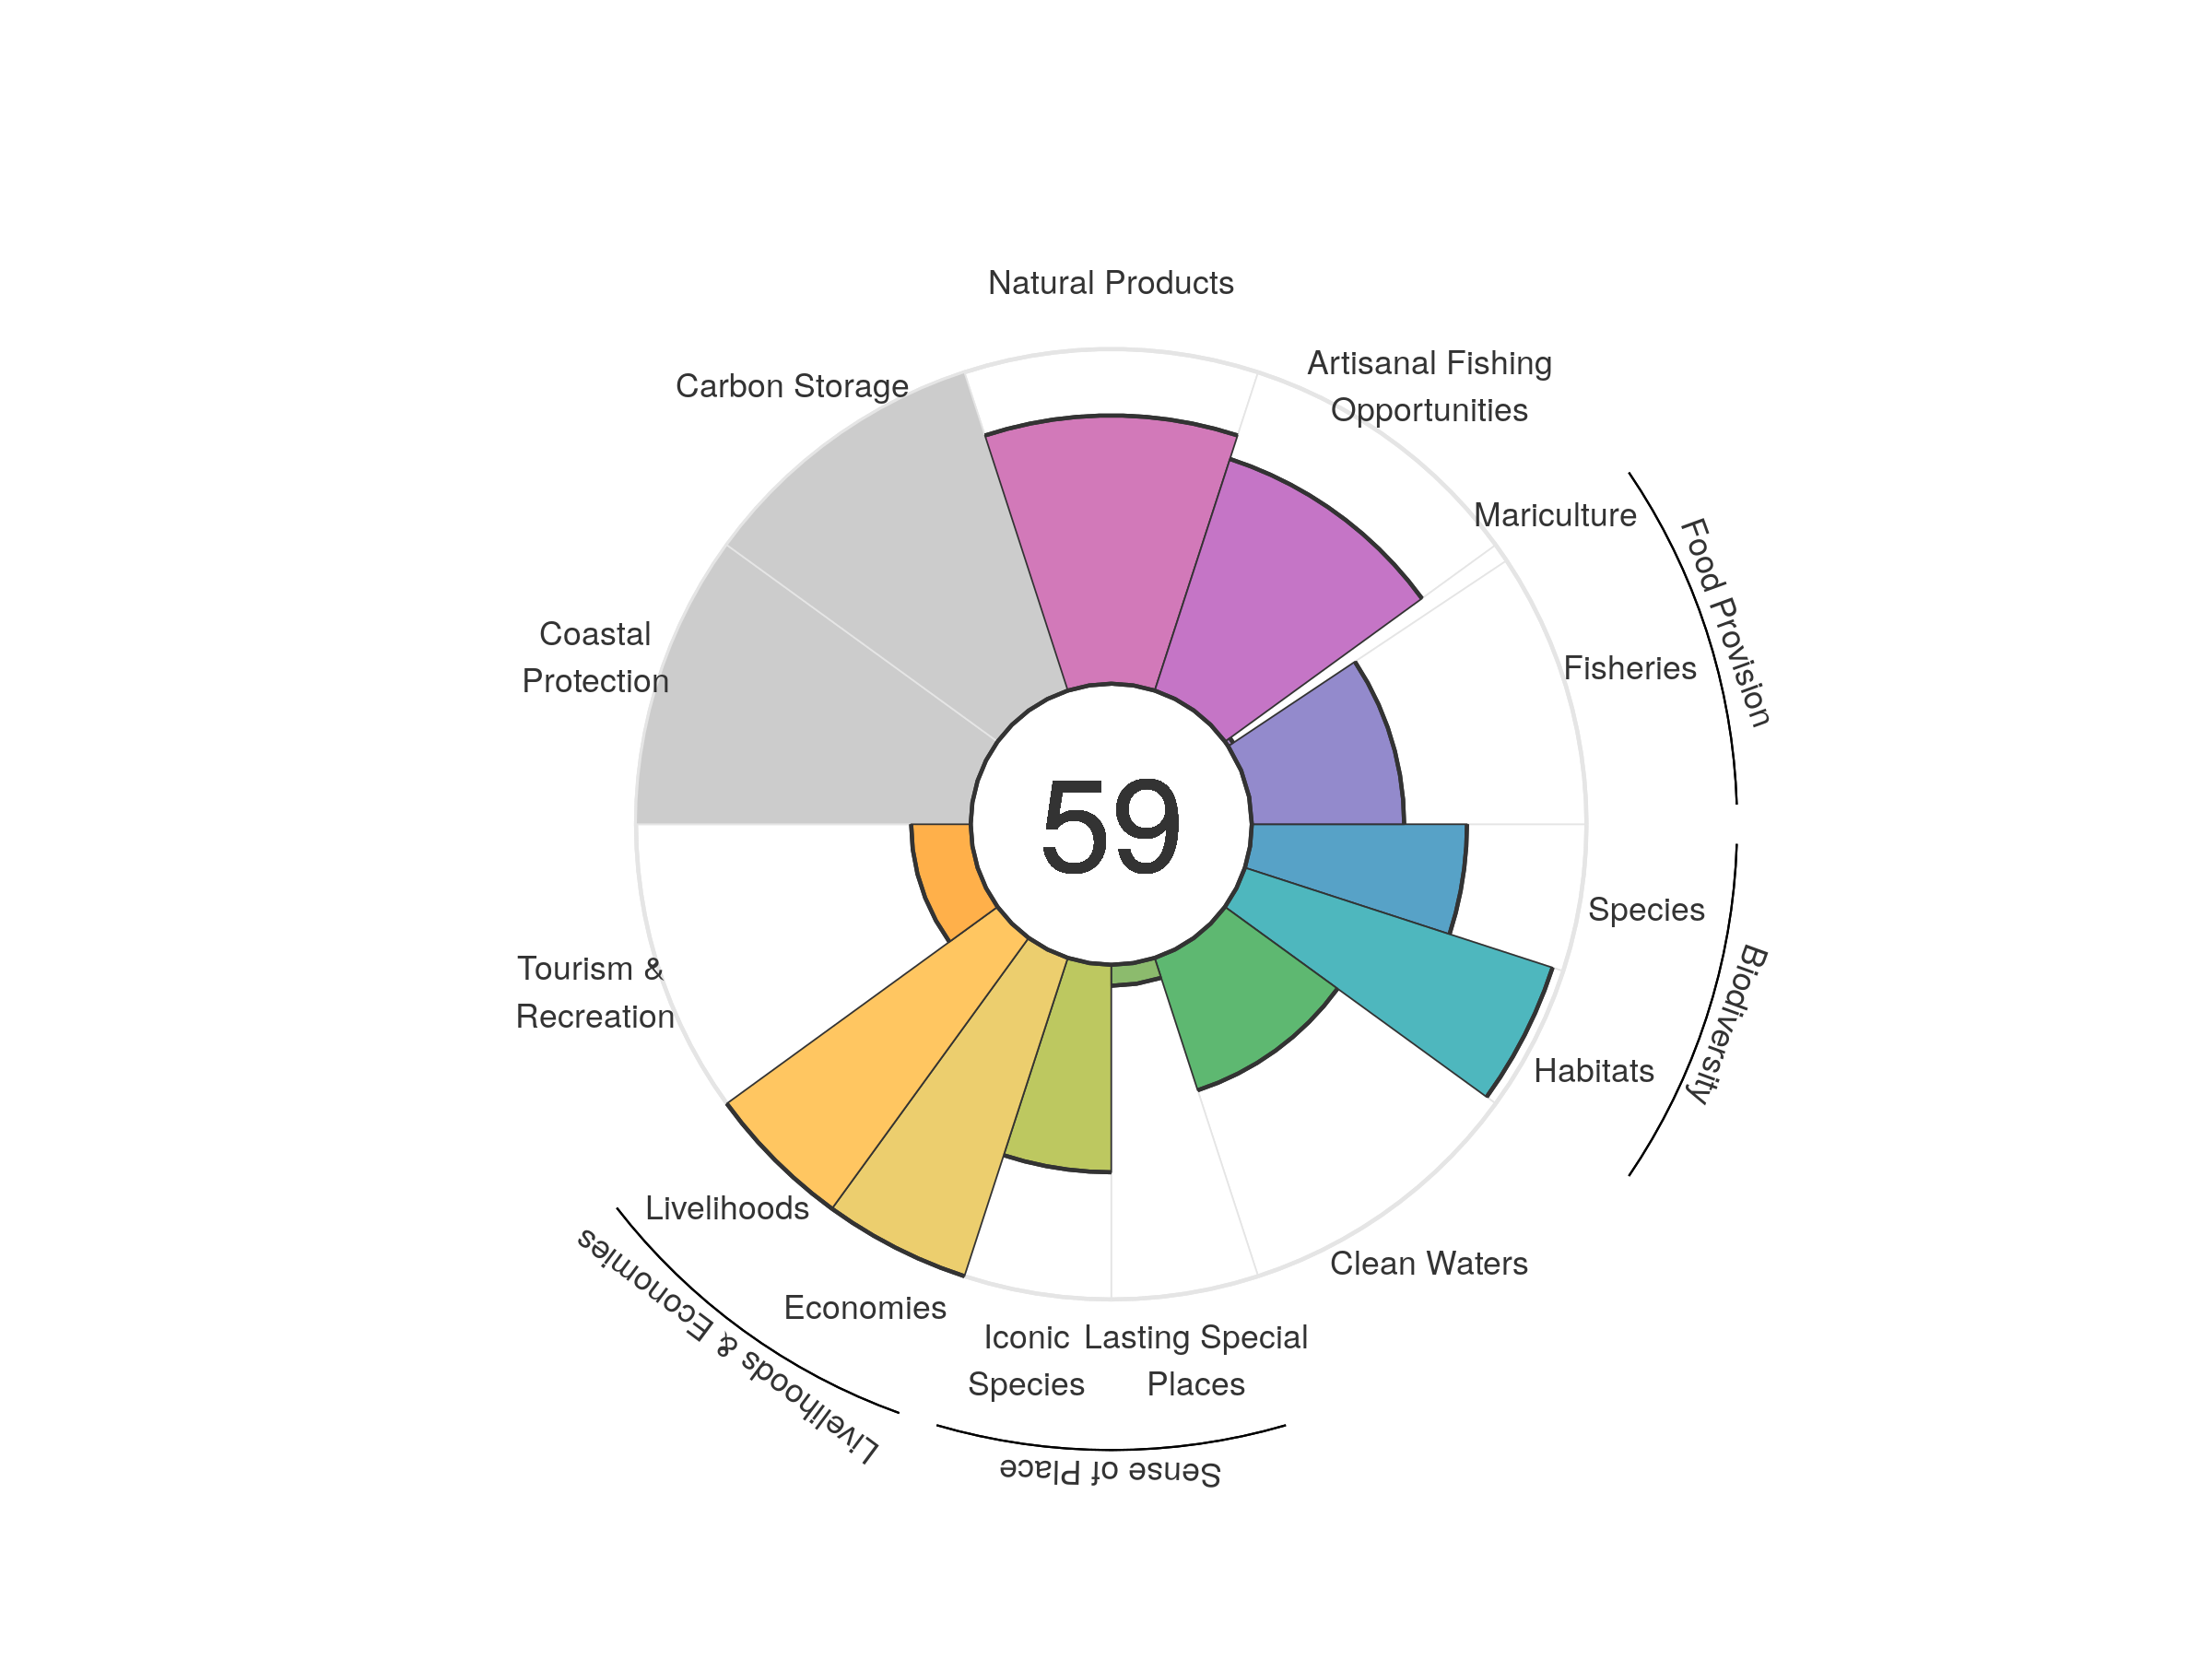 Natural Products
Artisanal Fishing
Opportunities
Carbon Storage
Mariculture
Food Provision
Fisheries
Coastal
Protection
59
Species
Biodiversity
Tourism &
Recreation
Habitats
Livelihoods
Clean Waters
Economies
Livelihoods & Economies
Iconic
Species
Lasting Special
Places
Sense of Place